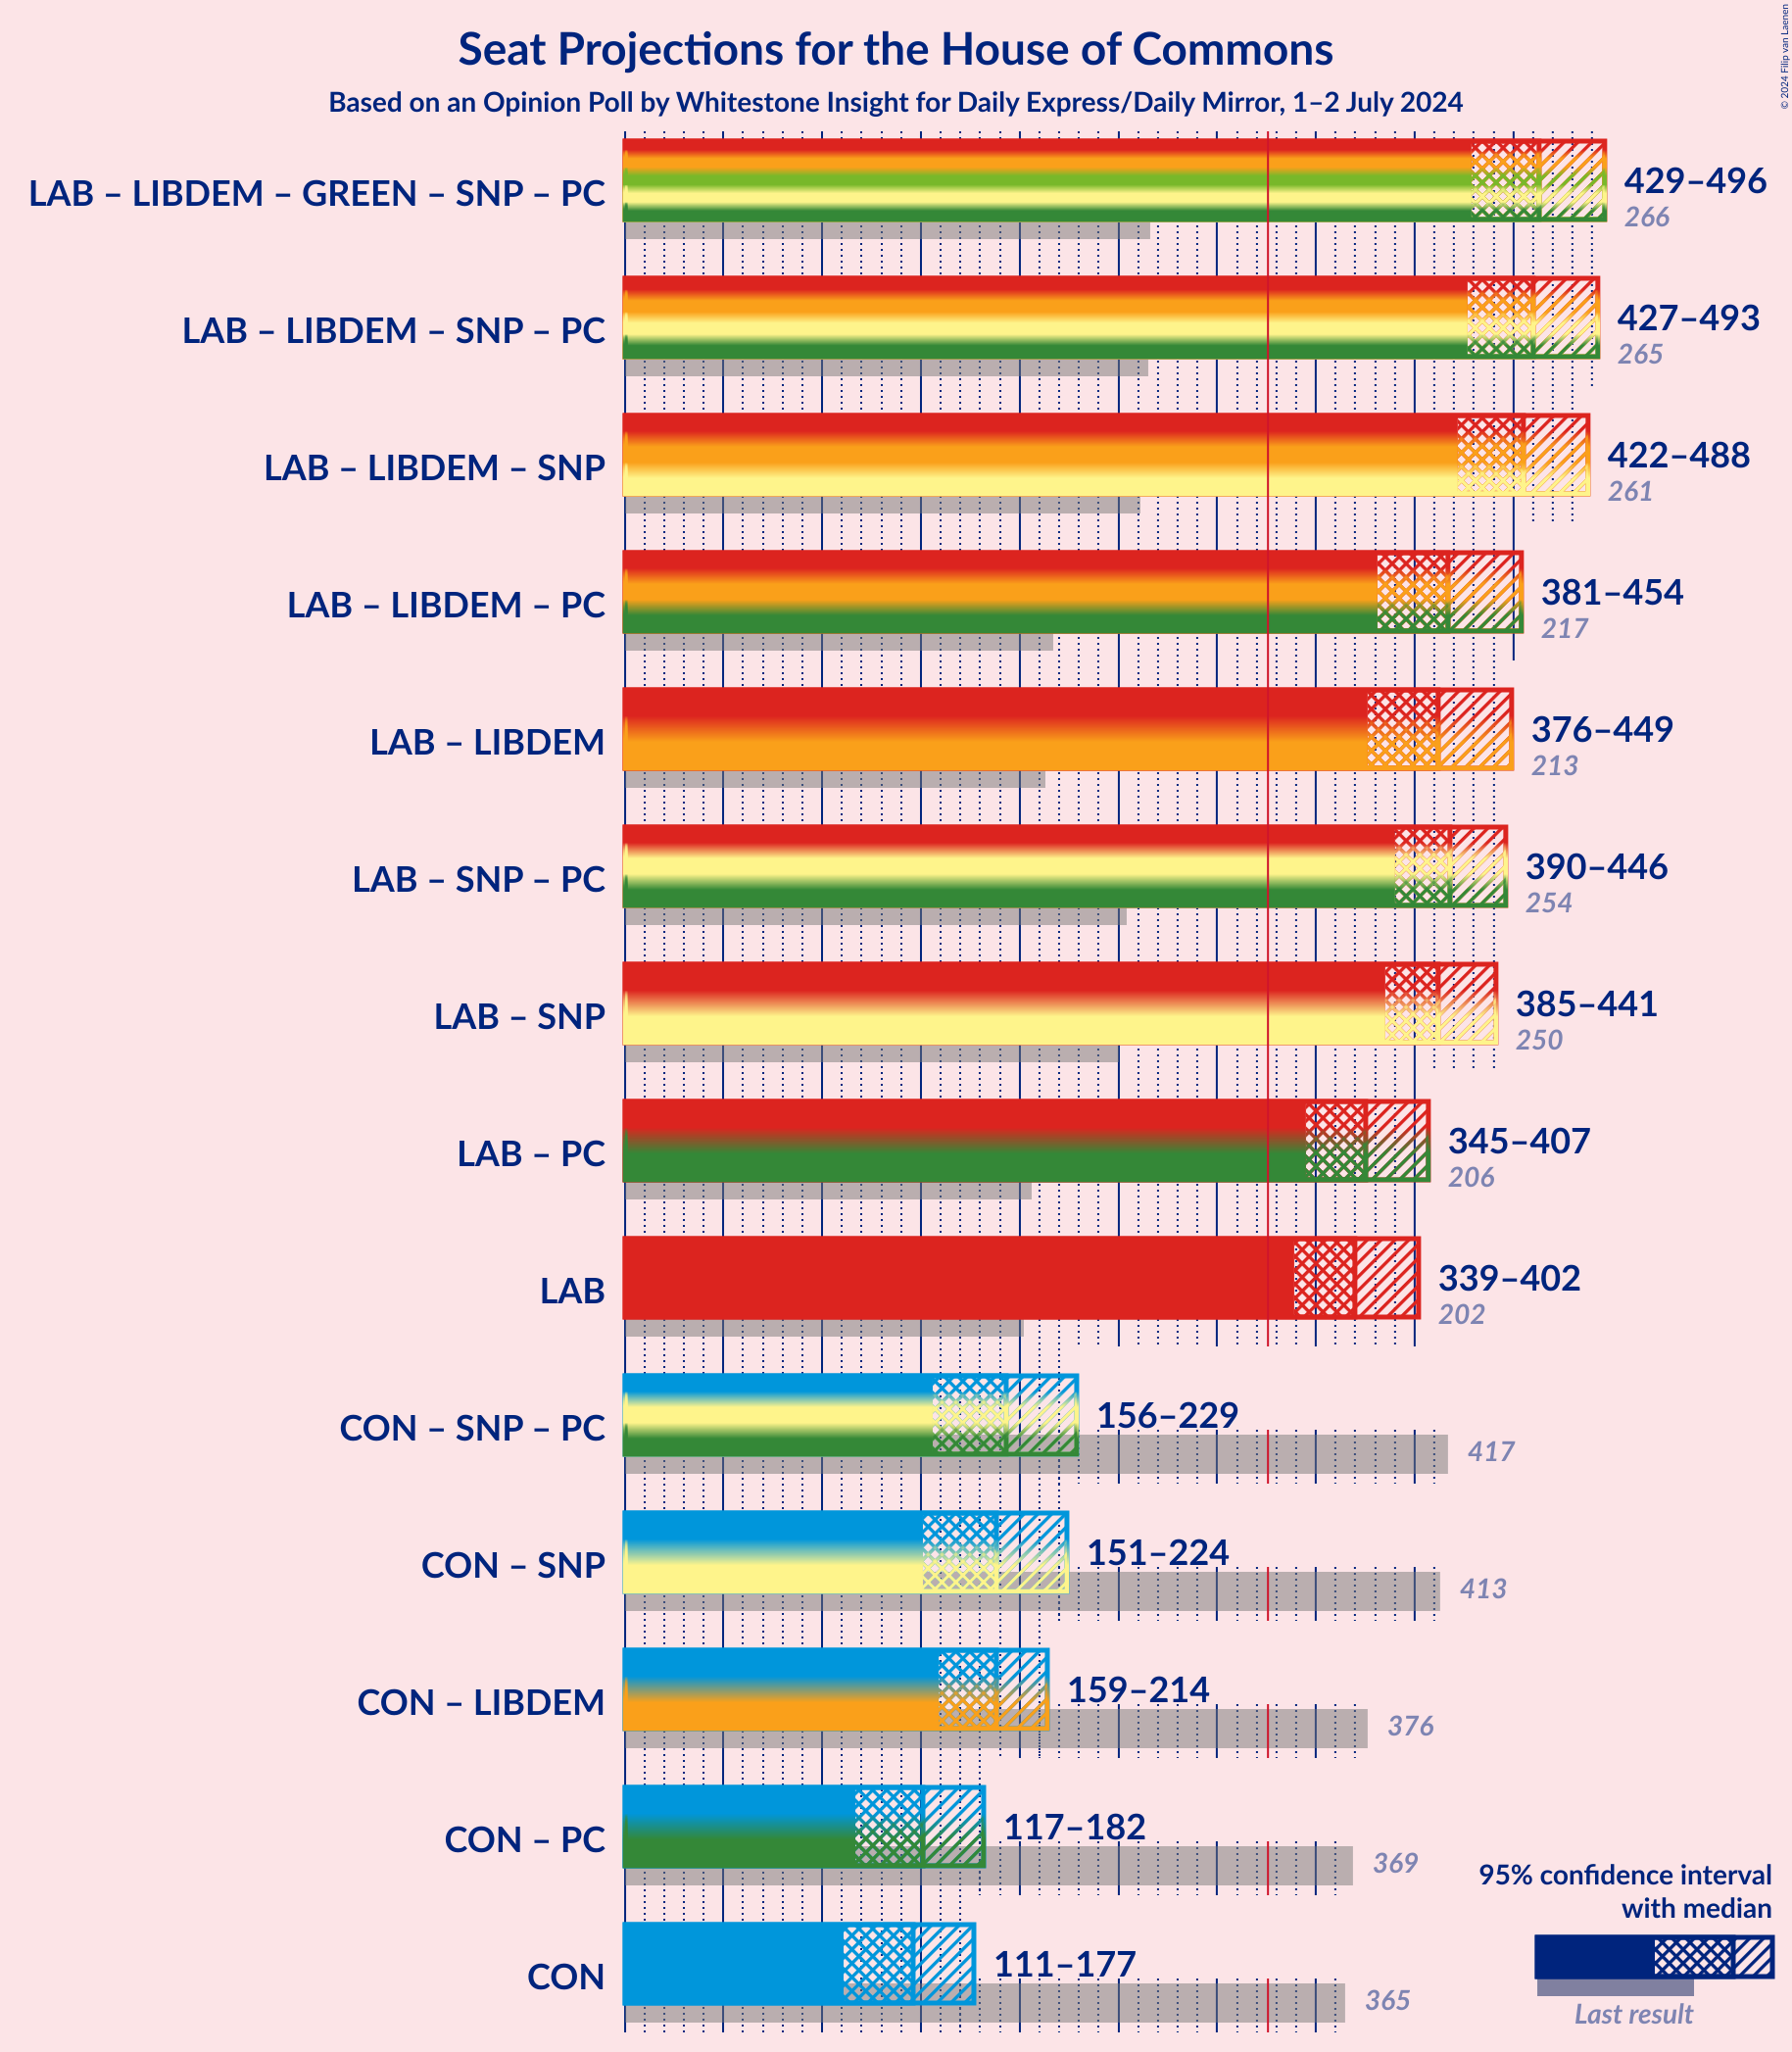 Seat Projections for the House of Commons
Based on an Opinion Poll by Whitestone Insight for Daily Express/Daily Mirror, 1–2 July 2024
© 2024 Filip van Laenen
LAB – LIBDEM – GREEN – SNP – PC
429–496
266
LAB – LIBDEM – SNP – PC
427–493
265
LAB – LIBDEM – SNP
422–488
261
LAB – LIBDEM – PC
381–454
217
LAB – LIBDEM
376–449
213
LAB – SNP – PC
390–446
254
LAB – SNP
385–441
250
LAB – PC
345–407
206
LAB
339–402
202
CON – SNP – PC
156–229
417
CON – SNP
151–224
413
CON – LIBDEM
159–214
376
CON – PC
117–182
369
CON
111–177
365
95% confidence interval
with median
Last result